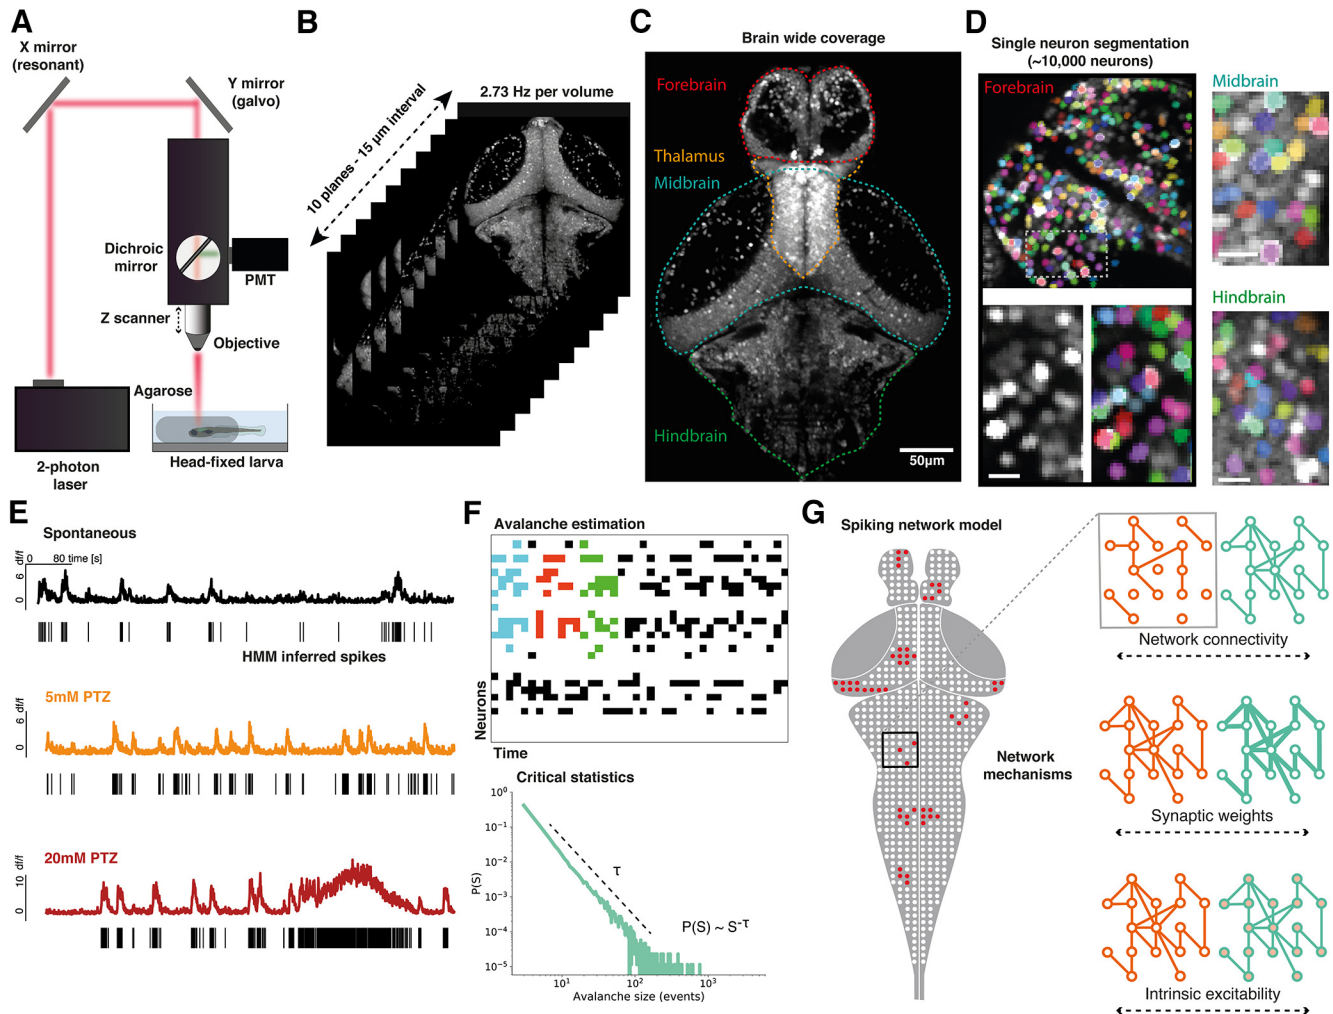 A
X mirror
(resonant)
Y mirror
(galvo)
Dichroic
mirror
PMT
Z scanner
Objective
Agarose
2-photon
laser
Head-fixed larva
B
10 planes - 15 µm interval
2.73 Hz per volume
C
Brain wide coverage
Forebrain
Thalamus
Midbrain
Hindbrain
50µm
D
Single neuron segmentation
(~10,000 neurons)
Forebrain
Midbrain
Hindbrain
E
Spontaneous
df/f
0 80 time [s]
6
0
HMM inferred spikes
5mM PTZ
df/f
6
0
20mM PTZ
df/f
10
0
F
Avalanche estimation
Neurons
Time
Critical statistics
P(S)
10⁰
10⁻¹
10⁻²
10⁻³
10⁻⁴
10⁻⁵
τ
P(S) ~ S⁻τ
10¹ 10² 10³
Avalanche size (events)
G
Spiking network model
Network
mechanisms
Network connectivity
Synaptic weights
Intrinsic excitability